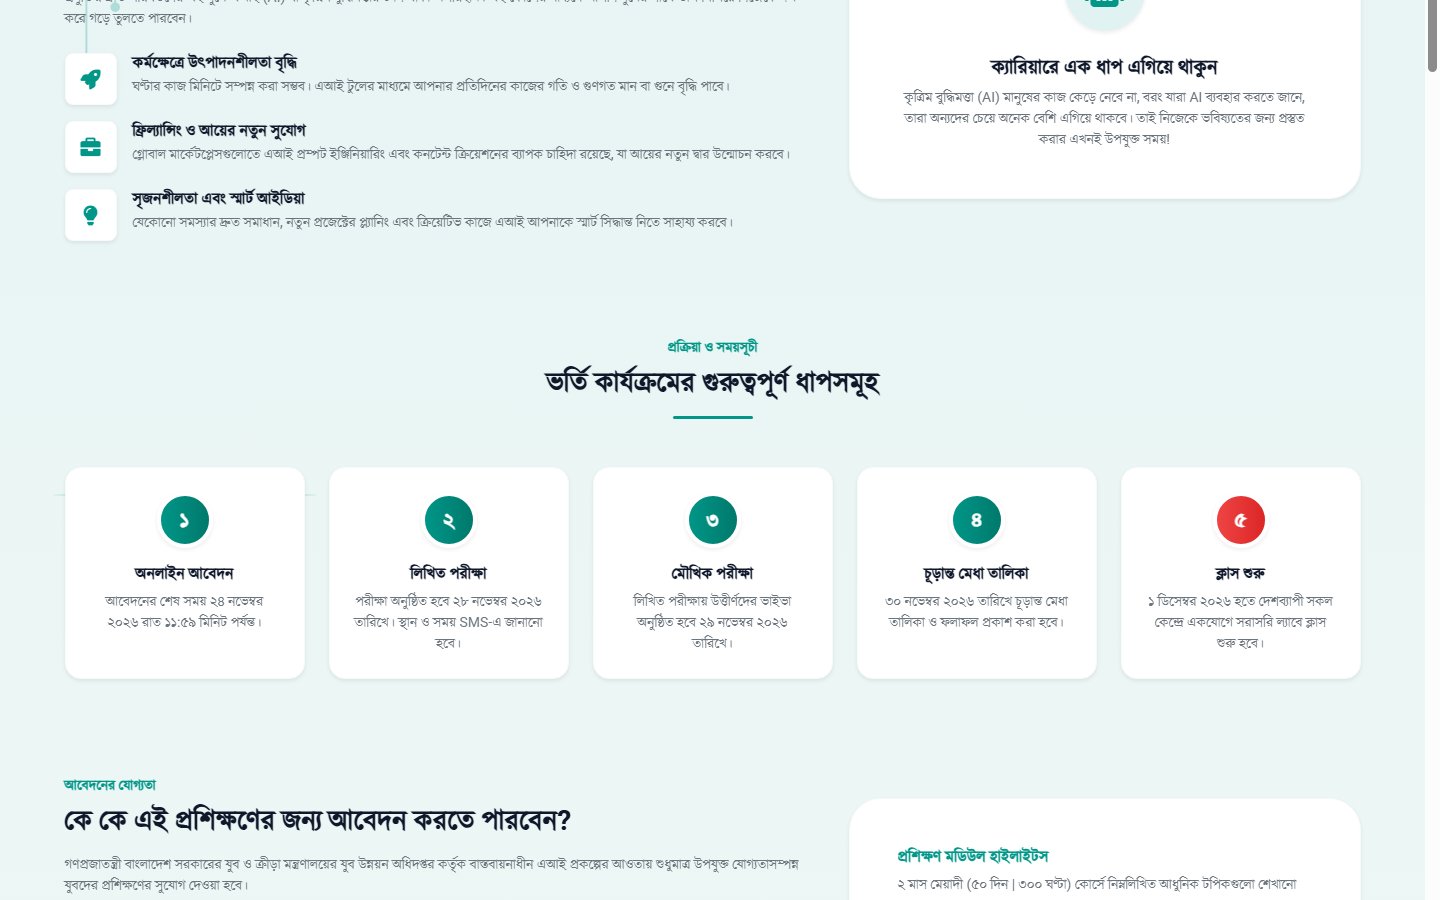 করে গড়ে তুলতে পারবেন।
কর্মক্ষেত্রে উৎপাদনশীলতা বৃদ্ধি
ঘণ্টার কাজ মিনিটে সম্পন্ন করা সম্ভব। এআই টুলের মাধ্যমে আপনার প্রতিদিনের কাজের গতি ও গুণগত মান বা গুনে বৃদ্ধি পাবে।
ফ্রিল্যান্সিং ও আয়ের নতুন সুযোগ
গ্লোবাল মার্কেটপ্লেসগুলোতে এআই প্রম্পট ইঞ্জিনিয়ারিং এবং কনটেন্ট ক্রিয়েশনের ব্যাপক চাহিদা রয়েছে, যা আয়ের নতুন দ্বার উন্মোচন করবে।
সৃজনশীলতা এবং স্মার্ট আইডিয়া
যেকোনো সমস্যার দ্রুত সমাধান, নতুন প্রজেক্টের প্ল্যানিং এবং ক্রিয়েটিভ কাজে এআই আপনাকে স্মার্ট সিদ্ধান্ত নিতে সাহায্য করবে।
ক্যারিয়ারে এক ধাপ এগিয়ে থাকুন
কৃত্রিম বুদ্ধিমত্তা (AI) মানুষের কাজ কেড়ে নেবে না, বরং যারা AI ব্যবহার করতে জানে,
তারা অন্যদের চেয়ে অনেক বেশি এগিয়ে থাকবে। তাই নিজেকে ভবিষ্যতের জন্য প্রস্তুত
করার এখনই উপযুক্ত সময়!
প্রক্রিয়া ও সময়সূচী
ভর্তি কার্যক্রমের গুরুত্বপূর্ণ ধাপসমূহ
১
অনলাইন আবেদন
আবেদনের শেষ সময় ২৪ নভেম্বর
২০২৬ রাত ১১:৫৯ মিনিট পর্যন্ত।
২
লিখিত পরীক্ষা
পরীক্ষা অনুষ্ঠিত হবে ২৮ নভেম্বর ২০২৬
তারিখে। স্থান ও সময় SMS-এ জানানো
হবে।
৩
মৌখিক পরীক্ষা
লিখিত পরীক্ষায় উত্তীর্ণদের ভাইভা
অনুষ্ঠিত হবে ২৯ নভেম্বর ২০২৬
তারিখে।
৪
চূড়ান্ত মেধা তালিকা
৩০ নভেম্বর ২০২৬ তারিখে চূড়ান্ত মেধা
তালিকা ও ফলাফল প্রকাশ করা হবে।
৫
ক্লাস শুরু
১ ডিসেম্বর ২০২৬ হতে দেশব্যাপী সকল
কেন্দ্রে একযোগে সরাসরি ল্যাবে ক্লাস
শুরু হবে।
আবেদনের যোগ্যতা
কে কে এই প্রশিক্ষণের জন্য আবেদন করতে পারবেন?
গণপ্রজাতন্ত্রী বাংলাদেশ সরকারের যুব ও ক্রীড়া মন্ত্রণালয়ের যুব উন্নয়ন অধিদপ্তর কর্তৃক বাস্তবায়নাধীন এআই প্রকল্পের আওতায় শুধুমাত্র উপযুক্ত যোগ্যতাসম্পন্ন
যুবদের প্রশিক্ষণের সুযোগ দেওয়া হবে।
প্রশিক্ষণ মডিউল হাইলাইটস
২ মাস মেয়াদী (৫০ দিন | ৩০০ ঘণ্টা) কোর্সে নিম্নলিখিত আধুনিক টপিকগুলো শেখানো